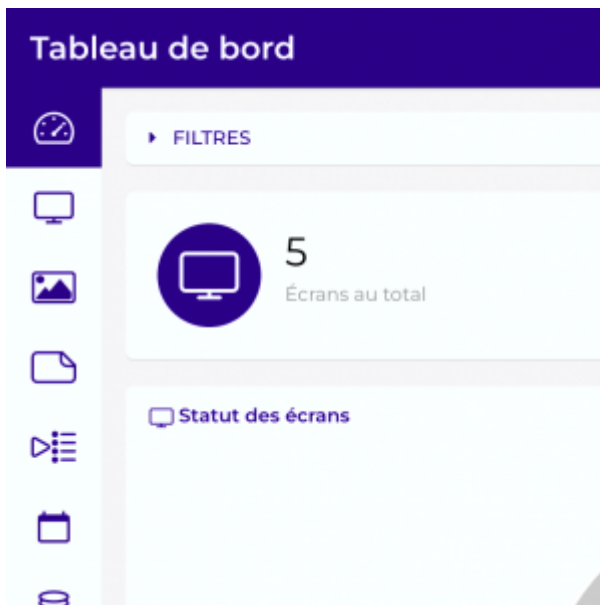 Tableau de bord
FILTRES
5
Écrans au total
Statut des écrans